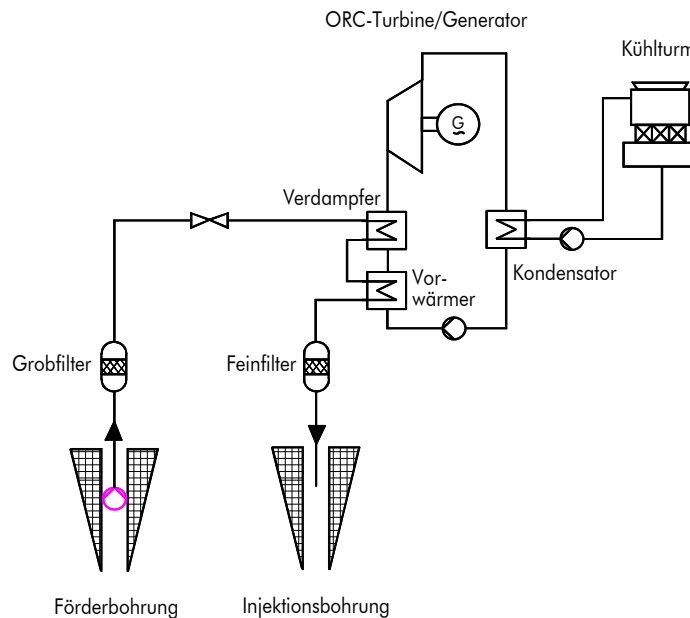 ORC-Turbine/Generator
Kühlturm
G
Verdampfer
Vor-
wärmer
Kondensator
Grobfilter
Feinfilter
Förderbohrung
Injektionsbohrung